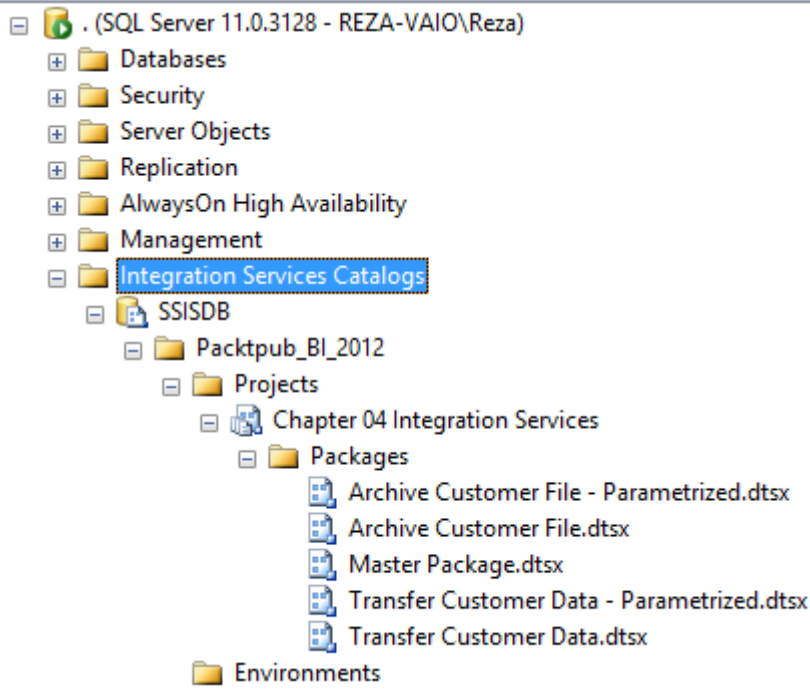 . (SQL Server 11.0.3128 - REZA-VAIO\Reza)
Databases
Security
Server Objects
Replication
AlwaysOn High Availability
Management
Integration Services Catalogs
SSISDB
Packtpub_BI_2012
Projects
Chapter 04 Integration Services
Packages
Archive Customer File - Parametrized.dtsx
Archive Customer File.dtsx
Master Package.dtsx
Transfer Customer Data - Parametrized.dtsx
Transfer Customer Data.dtsx
Environments